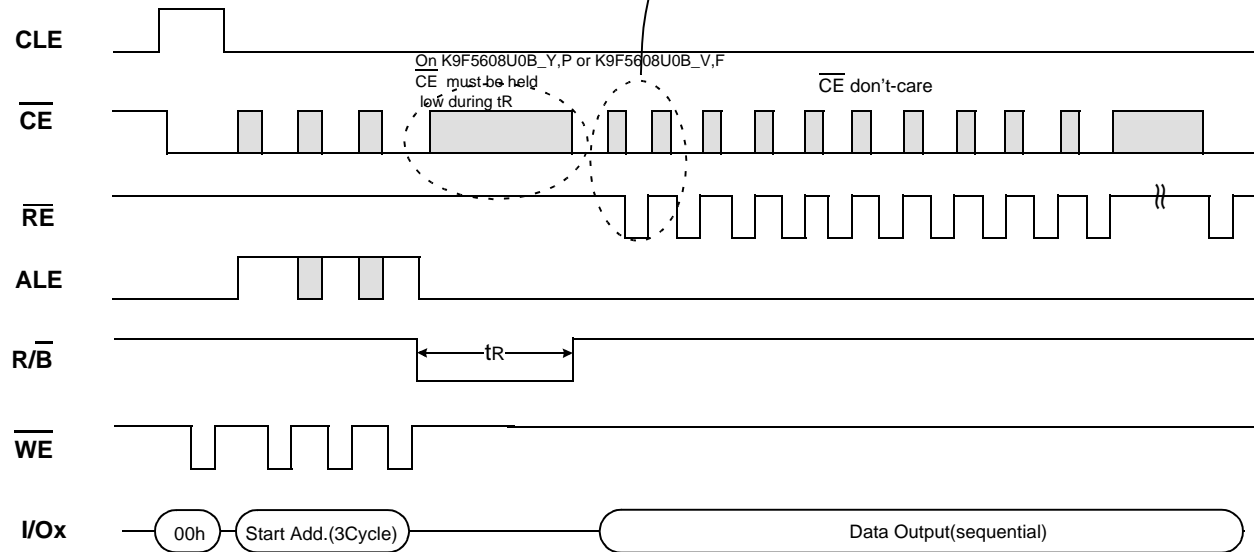 CLE
On K9F5608U0B_Y,P or K9F5608U0B_V,F
CE must be held
low during tR
CE don't-care
CE
RE
ALE
R/B
tR
WE
I/Ox
00h
Start Add.(3Cycle)
Data Output(sequential)